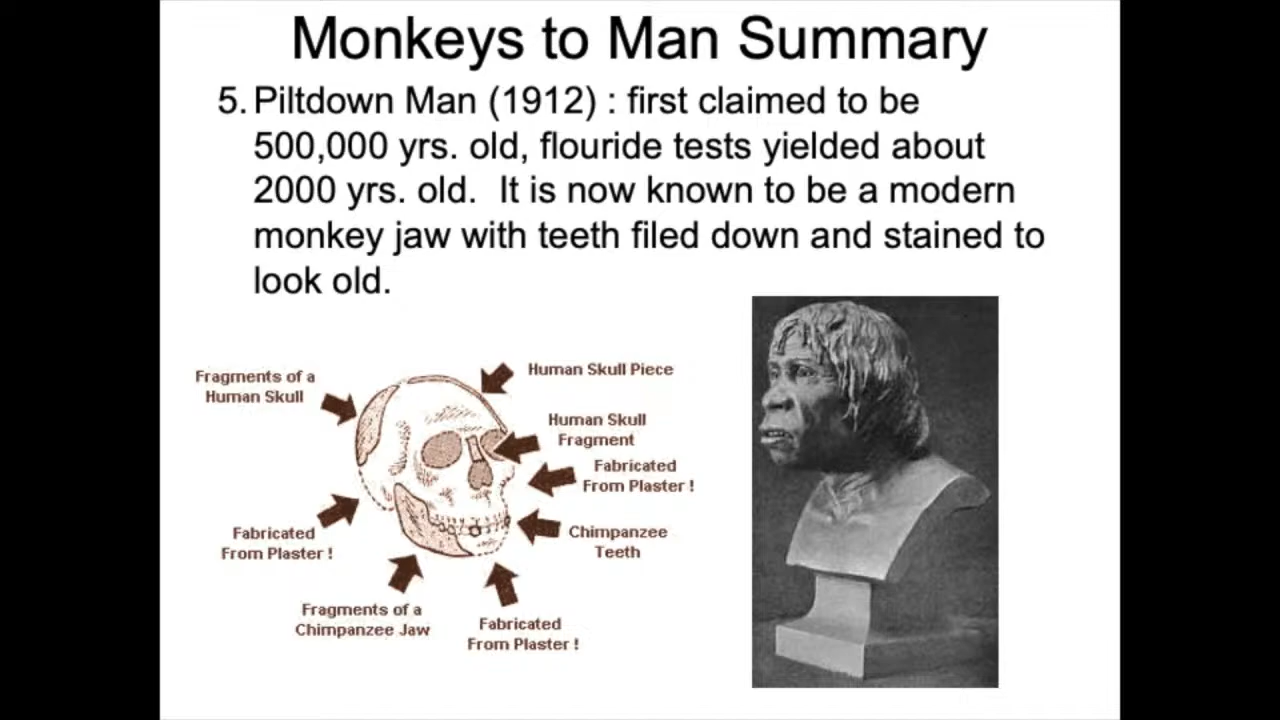 Monkeys to Man Summary
5. Piltdown Man (1912) : first claimed to be
500,000 yrs. old, flouride tests yielded about
2000 yrs. old. It is now known to be a modern
monkey jaw with teeth filed down and stained to
look old.
Fragments of a
Human Skull
Human Skull Piece
Human Skull
Fragment
Fabricated
From Plaster !
Fabricated
From Plaster !
Chimpanzee
Teeth
Fragments of a
Chimpanzee Jaw
Fabricated
From Plaster !